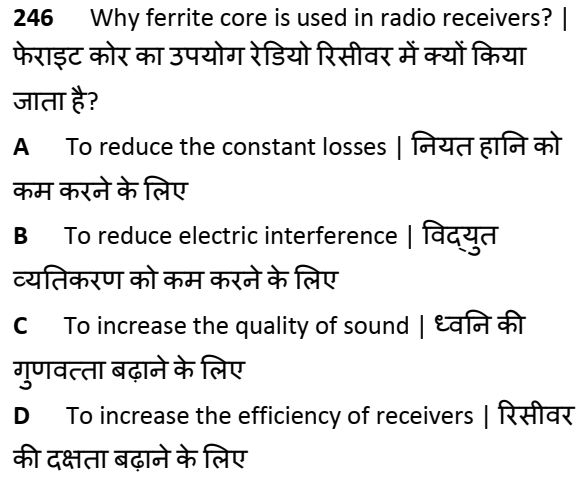 246 Why ferrite core is used in radio receivers? |
फेराइट कोर का उपयोग रेडियो रिसीवर में क्यों किया
जाता है?
A To reduce the constant losses | नियत हानि को
कम करने के लिए
B To reduce electric interference | विद्युत
व्यतिकरण को कम करने के लिए
C To increase the quality of sound | ध्वनि की
गुणवत्ता बढ़ाने के लिए
D To increase the efficiency of receivers | रिसीवर
की दक्षता बढ़ाने के लिए